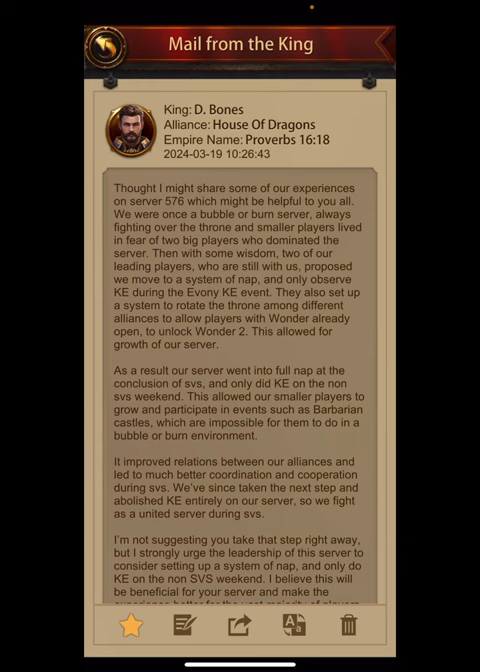 Mail from the King
King: D. Bones
Alliance: House Of Dragons
Empire Name: Proverbs 16:18
2024-03-19 10:26:43
Thought I might share some of our experiences
on server 576 which might be helpful to you all.
We were once a bubble or burn server, always
fighting over the throne and smaller players lived
in fear of two big players who dominated the
server. Then with some wisdom, two of our
leading players, who are still with us, proposed
we move to a system of nap, and only observe
KE during the Evony KE event. They also set up
a system to rotate the throne among different
alliances to allow players with Wonder already
open, to unlock Wonder 2. This allowed for
growth of our server.
As a result our server went into full nap at the
conclusion of svs, and only did KE on the non
svs weekend. This allowed our smaller players to
grow and participate in events such as Barbarian
castles, which are impossible for them to do in a
bubble or burn environment.
It improved relations between our alliances and
led to much better coordination and cooperation
during svs. We've since taken the next step and
abolished KE entirely on our server, so we fight
as a united server during svs.
I'm not suggesting you take that step right away,
but I strongly urge the leadership of this server to
consider setting up a system of nap, and only do
KE on the non SVS weekend. I believe this will
be beneficial for your server and make the
experience better for the vast majority of players
A a